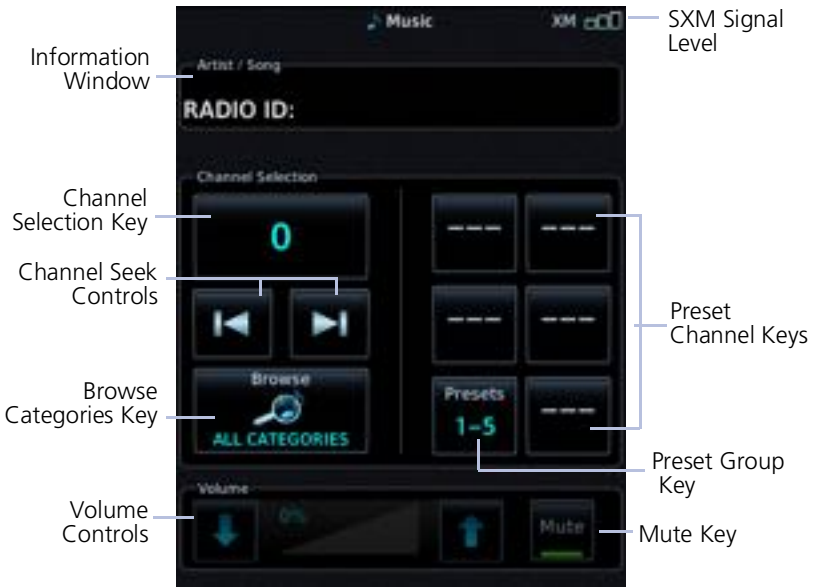 Music
XM
SXM Signal
Level
Information
Window
Artist / Song
RADIO ID:
Channel Selection
Channel
Selection Key
0
--- ---
Channel Seek
Controls
--- ---
Preset
Channel Keys
Browse
Categories Key
Browse
ALL CATEGORIES
Presets
1-5
---
Preset Group
Key
Volume
Volume
Controls
0%
Mute
Mute Key